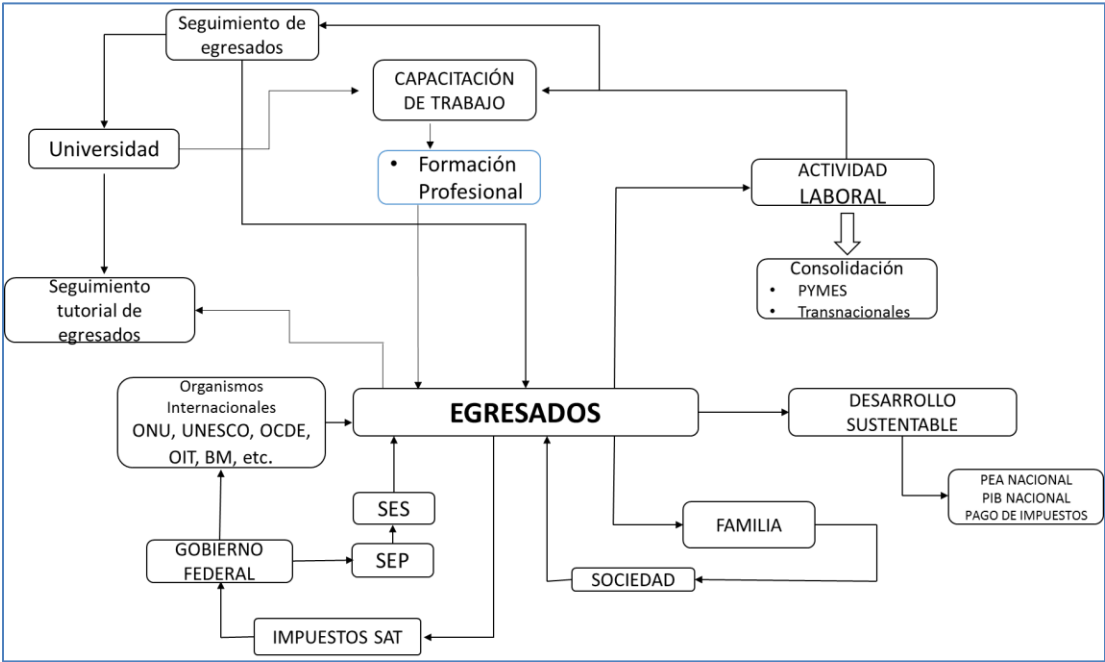 Seguimiento de
egresados
CAPACITACIÓN
DE TRABAJO
Universidad
• Formación
Profesional
ACTIVIDAD
LABORAL
Consolidación
• PYMES
• Transnacionales
Seguimiento
tutorial de
egresados
Organismos
Internacionales
ONU, UNESCO, OCDE,
OIT, BM, etc.
EGRESADOS
DESARROLLO
SUSTENTABLE
PEA NACIONAL
PIB NACIONAL
PAGO DE IMPUESTOS
SES
FAMILIA
GOBIERNO
FEDERAL
SEP
SOCIEDAD
IMPUESTOS SAT